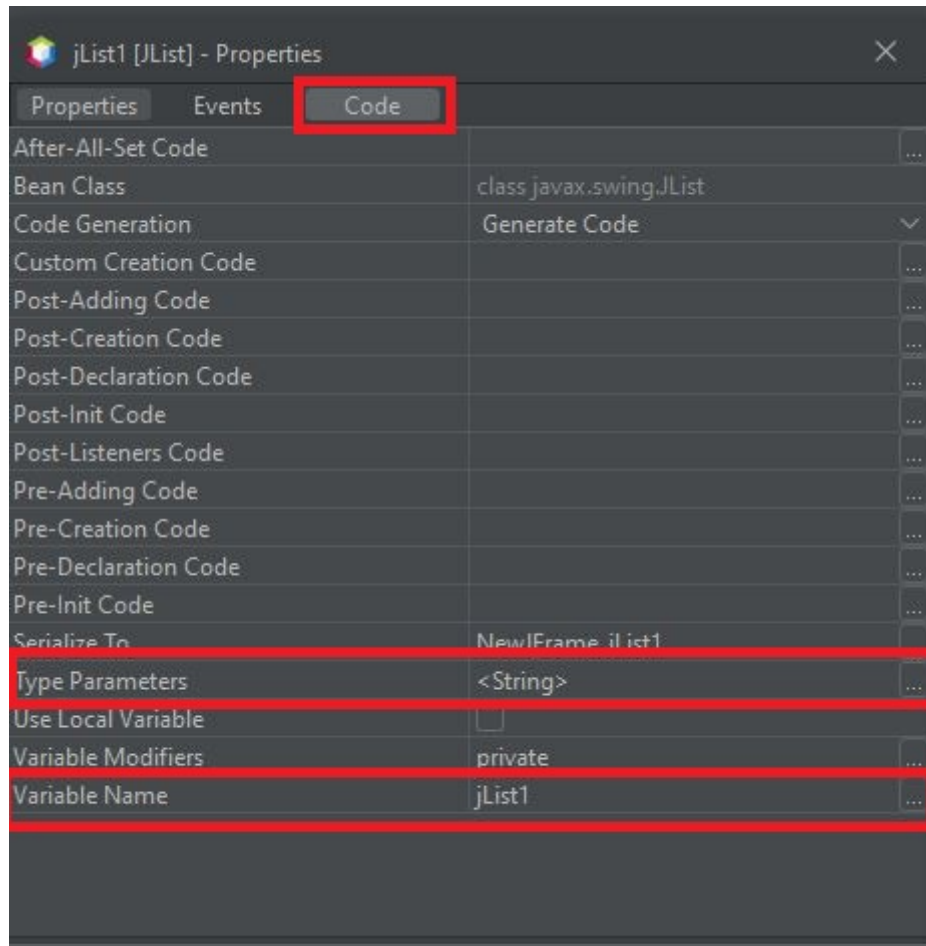 jList1 [JList] - Properties
Properties Events Code
After-All-Set Code
Bean Class class javax.swing.JList
Code Generation Generate Code
Custom Creation Code
Post-Adding Code
Post-Creation Code
Post-Declaration Code
Post-Init Code
Post-Listeners Code
Pre-Adding Code
Pre-Creation Code
Pre-Declaration Code
Pre-Init Code
Serialize To NewJFrame_jList1
Type Parameters <String>
Use Local Variable
Variable Modifiers private
Variable Name jList1